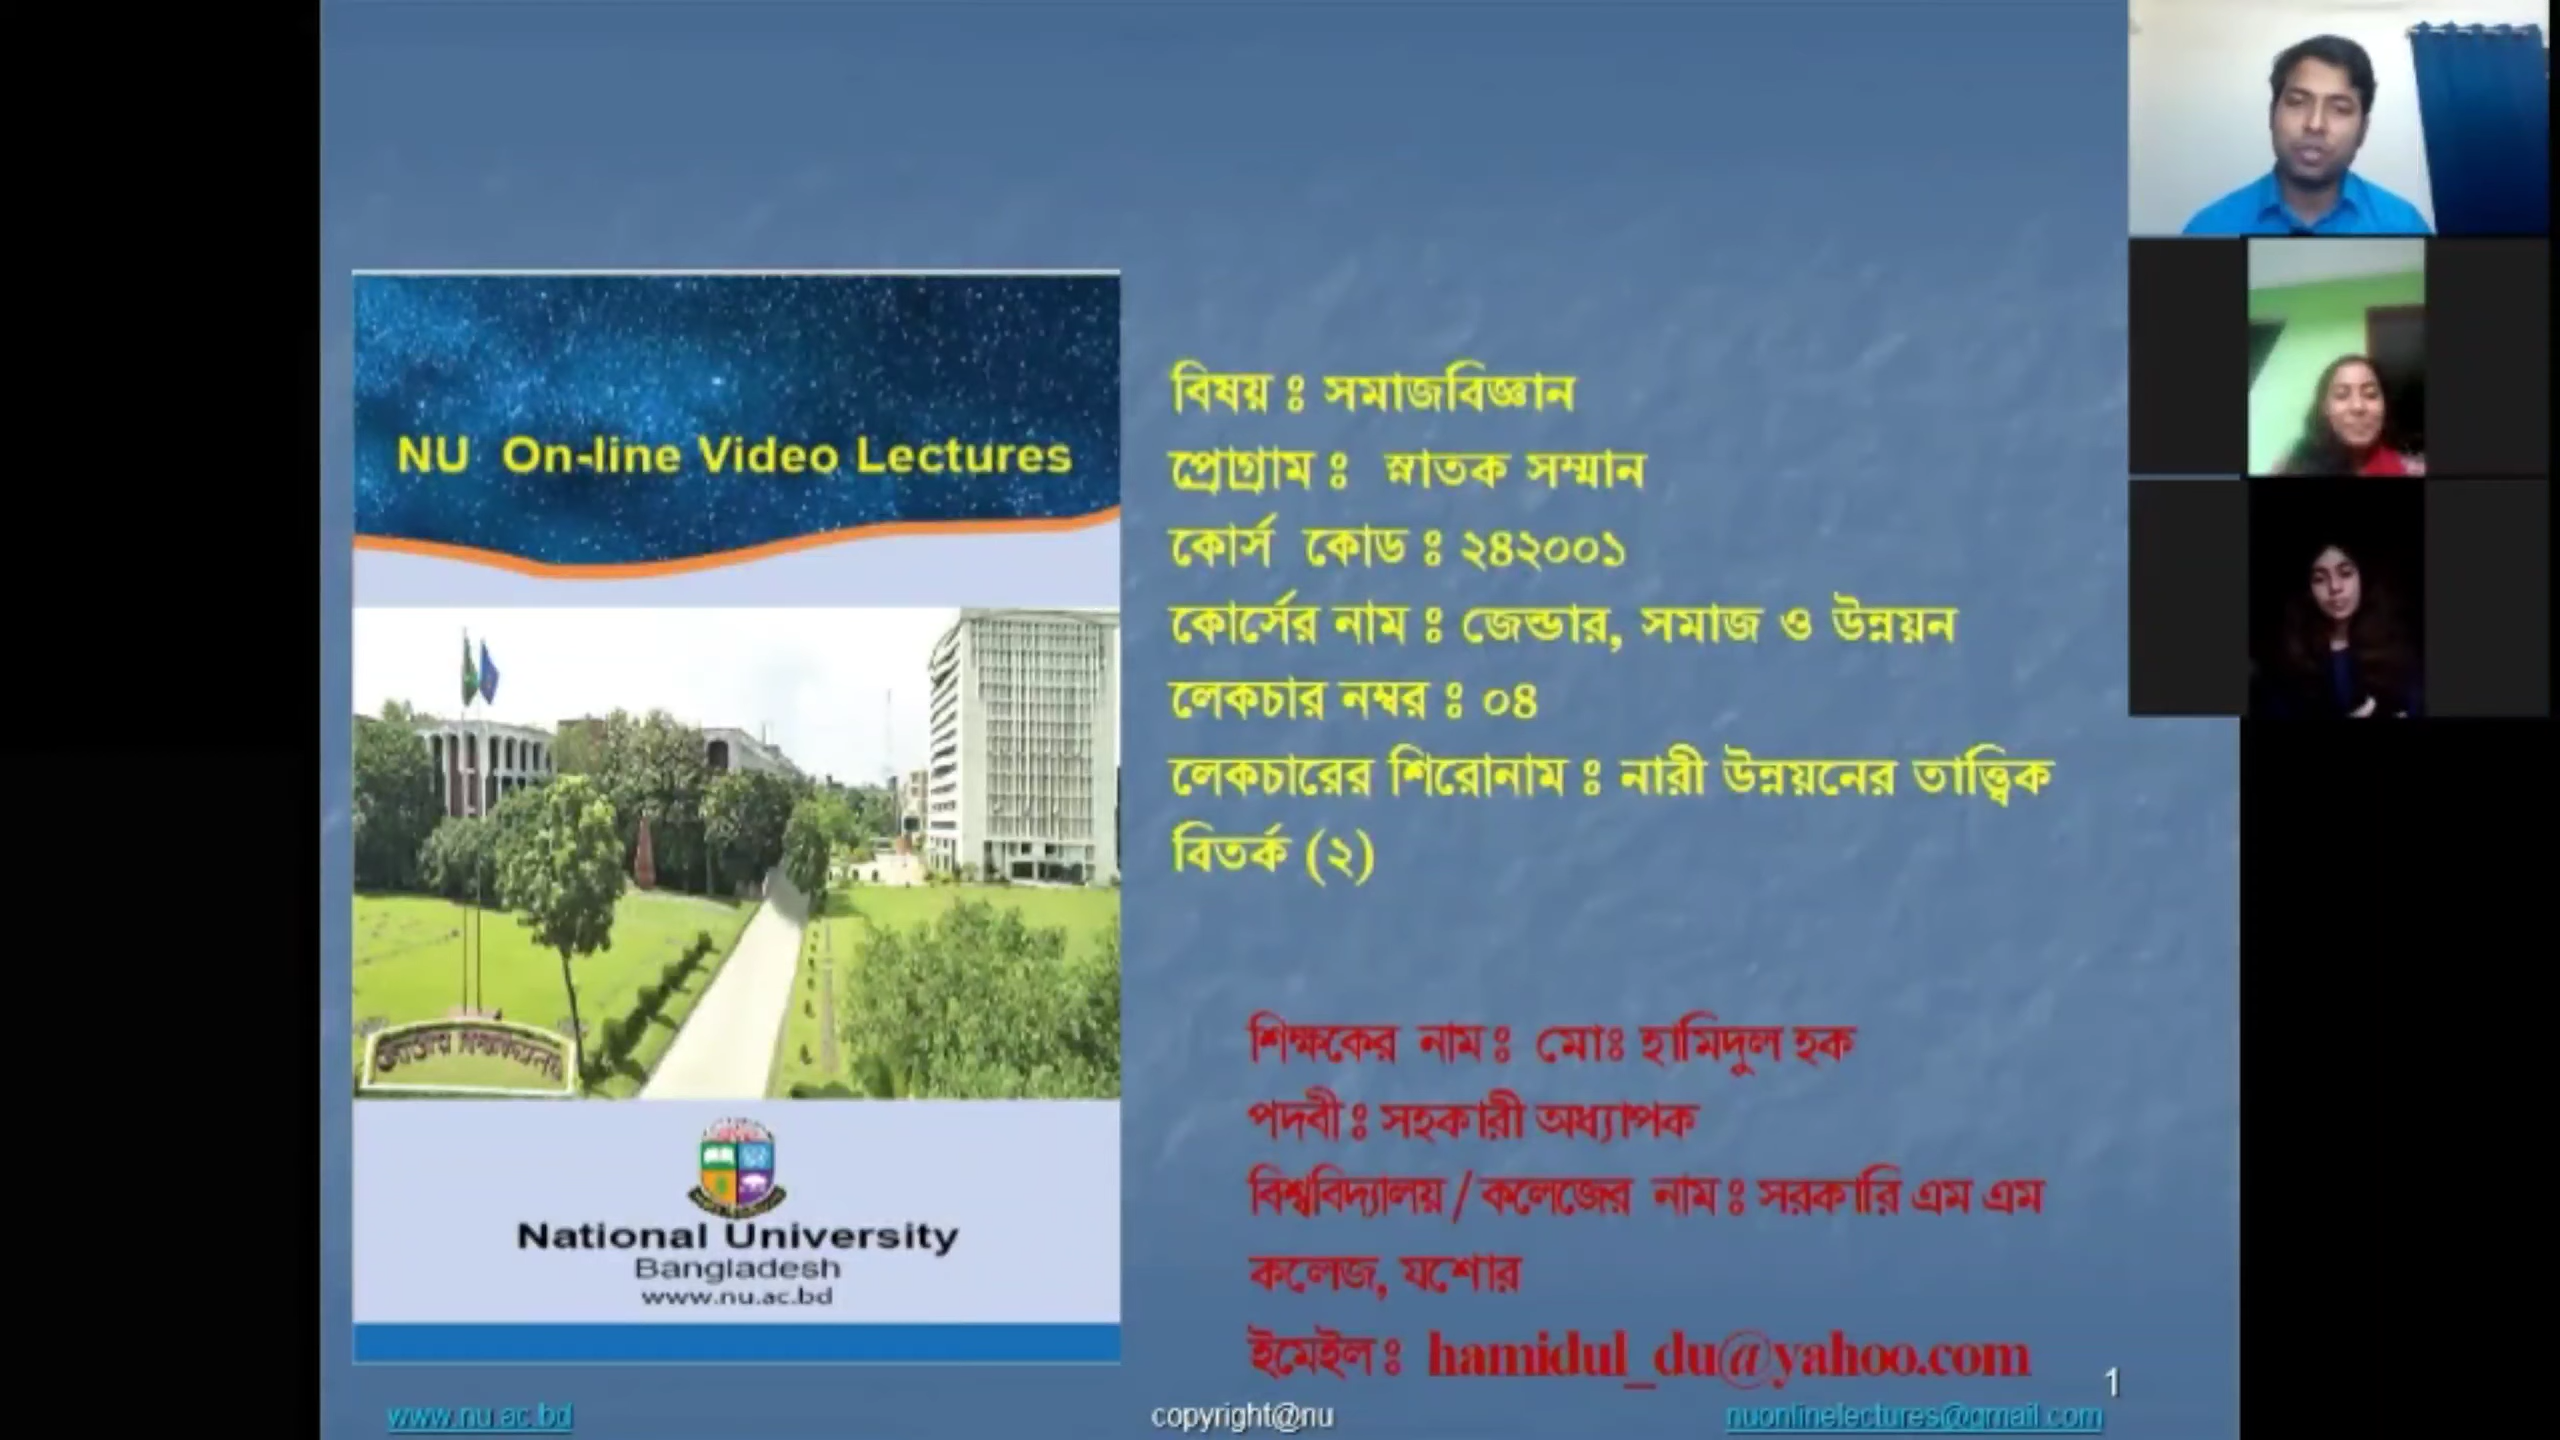 NU On-line Video Lectures
National University
Bangladesh
www.nu.ac.bd
বিষয় ঃ সমাজবিজ্ঞান
প্রোগ্রাম ঃ স্নাতক সম্মান
কোর্স কোড ঃ ২৪২০০১
কোর্সের নাম ঃ জেন্ডার, সমাজ ও উন্নয়ন
লেকচার নম্বর ঃ ০৪
লেকচারের শিরোনাম ঃ নারী উন্নয়নের তাত্ত্বিক
বিতর্ক (২)
শিক্ষকের নাম ঃ মোঃ হামিদুল হক
পদবী ঃ সহকারী অধ্যাপক
বিশ্ববিদ্যালয় / কলেজের নাম ঃ সরকারি এম এম
কলেজ, যশোর
ইমেইল ঃ hamidul_du@yahoo.com
1
www.nu.ac.bd
copyright@nu
nuonlinelectures@gmail.com